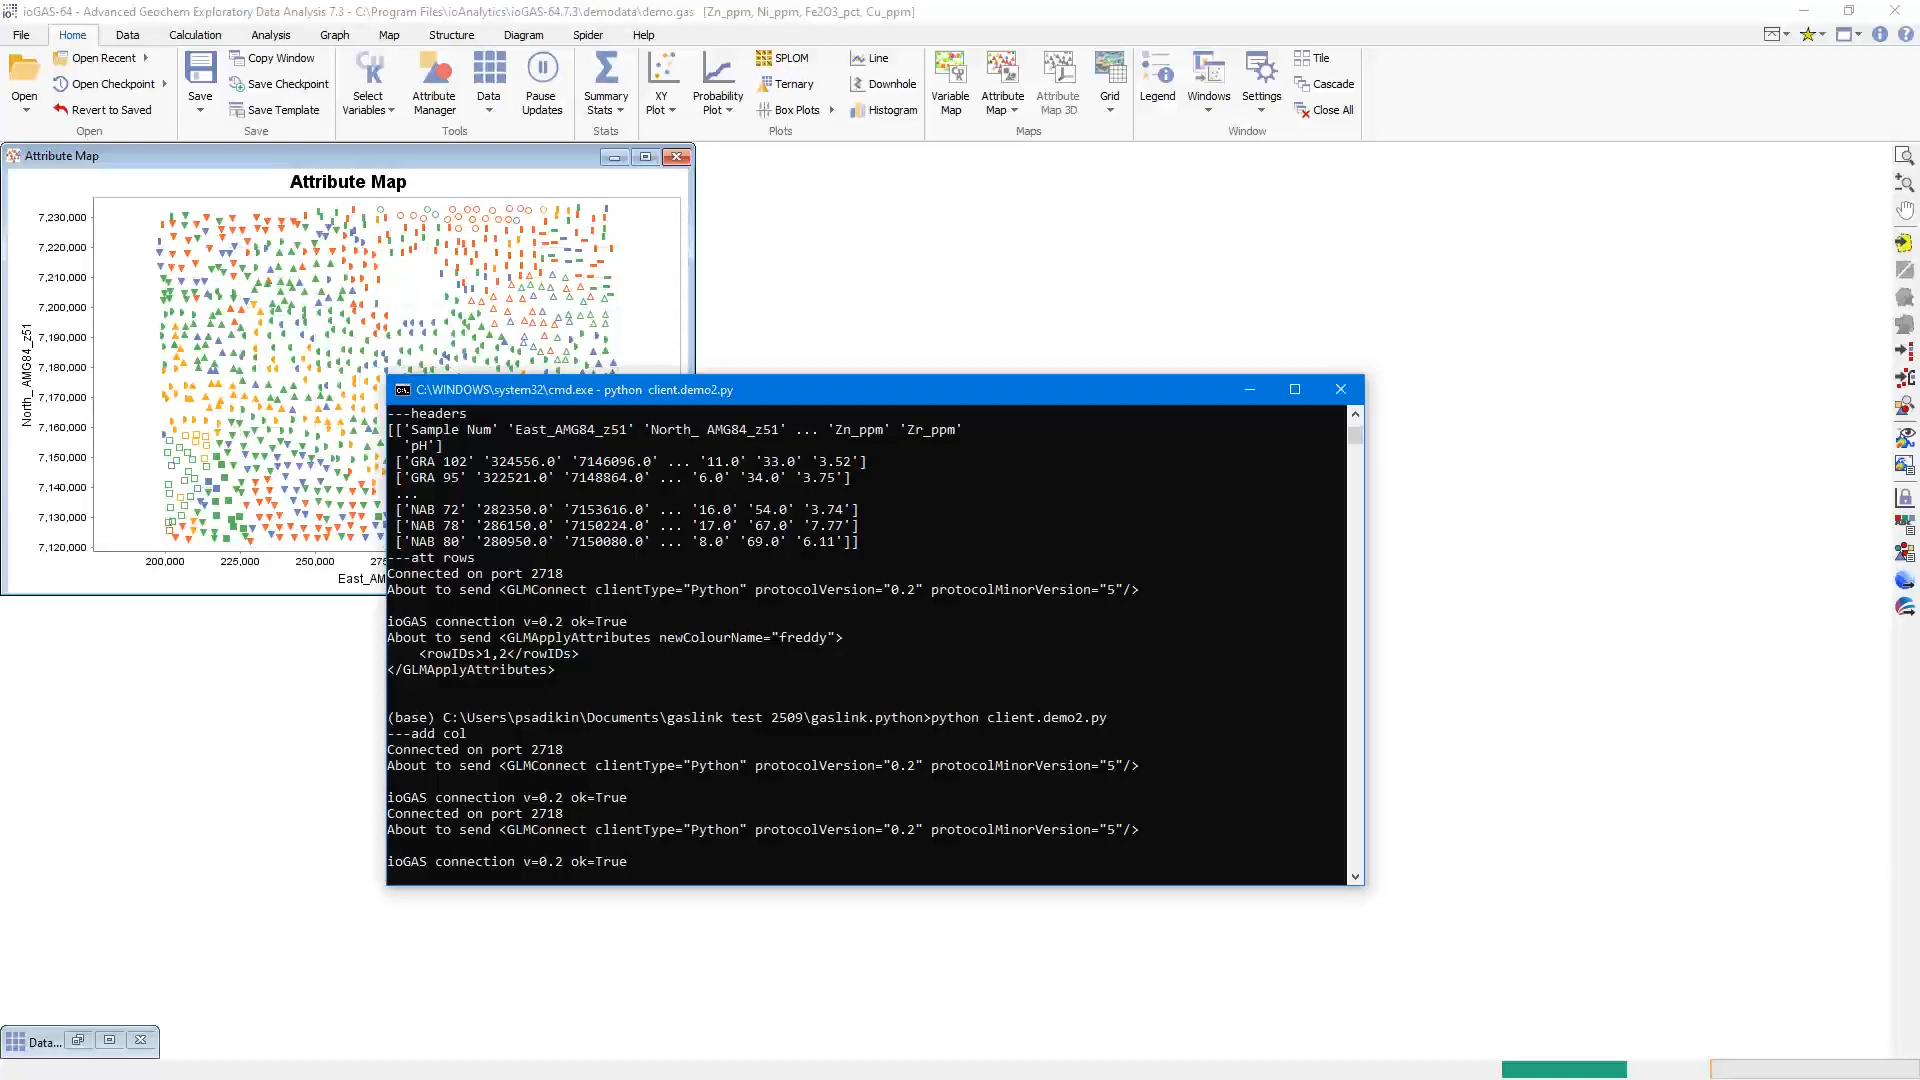 ioGAS-64 - Advanced Geochem Exploratory Data Analysis 7.3 - C:\Program Files\ioAnalytics\ioGAS-64.7.3\demodata\demo.gas   [Zn_ppm, Ni_ppm, Fe2O3_pct, Cu_ppm]
File Home Data Calculation Analysis Graph Map Structure Diagram Spider Help
Open Recent
Open Checkpoint
Revert to Saved
Open
Open
Save
Copy Window
Save Checkpoint
Save Template
Save
Select Variables
Attribute Manager
Data
Pause Updates
Tools
Summary Stats
Stats
XY Plot
Probability Plot
SPLOM
Ternary
Box Plots
Line
Downhole
Histogram
Plots
Variable Map
Attribute Map
Attribute Map 3D
Grid
Maps
Legend
Windows
Settings
Tile
Cascade
Close All
Window
Attribute Map
Attribute Map
7,230,000
7,220,000
7,210,000
7,200,000
7,190,000
7,180,000
7,170,000
7,160,000
7,150,000
7,140,000
7,130,000
7,120,000
North_ AMG84_z51
200,000 225,000 250,000 275
East_AM
C:\WINDOWS\system32\cmd.exe - python  client.demo2.py
---headers
[['Sample Num' 'East_AMG84_z51' 'North_ AMG84_z51' ... 'Zn_ppm' 'Zr_ppm'
  'pH']
 ['GRA 102' '324556.0' '7146096.0' ... '11.0' '33.0' '3.52']
 ['GRA 95' '322521.0' '7148864.0' ... '6.0' '34.0' '3.75']
 ...
 ['NAB 72' '282350.0' '7153616.0' ... '16.0' '54.0' '3.74']
 ['NAB 78' '286150.0' '7150224.0' ... '17.0' '67.0' '7.77']
 ['NAB 80' '280950.0' '7150080.0' ... '8.0' '69.0' '6.11']]
---att rows
Connected on port 2718
About to send <GLMConnect clientType="Python" protocolVersion="0.2" protocolMinorVersion="5"/>
ioGAS connection v=0.2 ok=True
About to send <GLMApplyAttributes newColourName="freddy">
    <rowIDs>1,2</rowIDs>
</GLMApplyAttributes>
(base) C:\Users\psadikin\Documents\gaslink test 2509\gaslink.python>python client.demo2.py
---add col
Connected on port 2718
About to send <GLMConnect clientType="Python" protocolVersion="0.2" protocolMinorVersion="5"/>
ioGAS connection v=0.2 ok=True
Connected on port 2718
About to send <GLMConnect clientType="Python" protocolVersion="0.2" protocolMinorVersion="5"/>
ioGAS connection v=0.2 ok=True
Data...